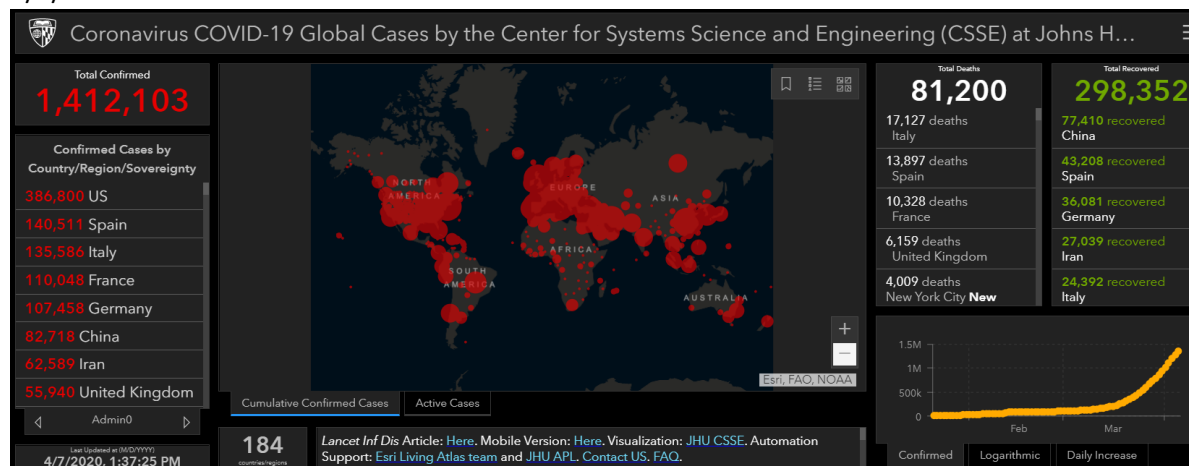 Coronavirus COVID-19 Global Cases by the Center for Systems Science and Engineering (CSSE) at Johns H...
Total Confirmed
1,412,103
Confirmed Cases by
Country/Region/Sovereignty
386,800 US
140,511 Spain
135,586 Italy
110,048 France
107,458 Germany
82,718 China
62,589 Iran
55,940 United Kingdom
Admin0
Last Updated at (M/D/YYYY)
4/7/2020, 1:37:25 PM
NORTH
AMERICA
EUROPE
ASIA
AFRICA
SOUTH
AMERICA
AUSTRALIA
+
−
Esri, FAO, NOAA
Cumulative Confirmed Cases
Active Cases
184
countries/regions
Lancet Inf Dis Article: Here. Mobile Version: Here. Visualization: JHU CSSE. Automation
Support: Esri Living Atlas team and JHU APL. Contact US. FAQ.
Total Deaths
81,200
17,127 deaths
Italy
13,897 deaths
Spain
10,328 deaths
France
6,159 deaths
United Kingdom
4,009 deaths
New York City New
Total Recovered
298,352
77,410 recovered
China
43,208 recovered
Spain
36,081 recovered
Germany
27,039 recovered
Iran
24,392 recovered
Italy
1.5M
1M
500k
0
Feb
Mar
Confirmed
Logarithmic
Daily Increase